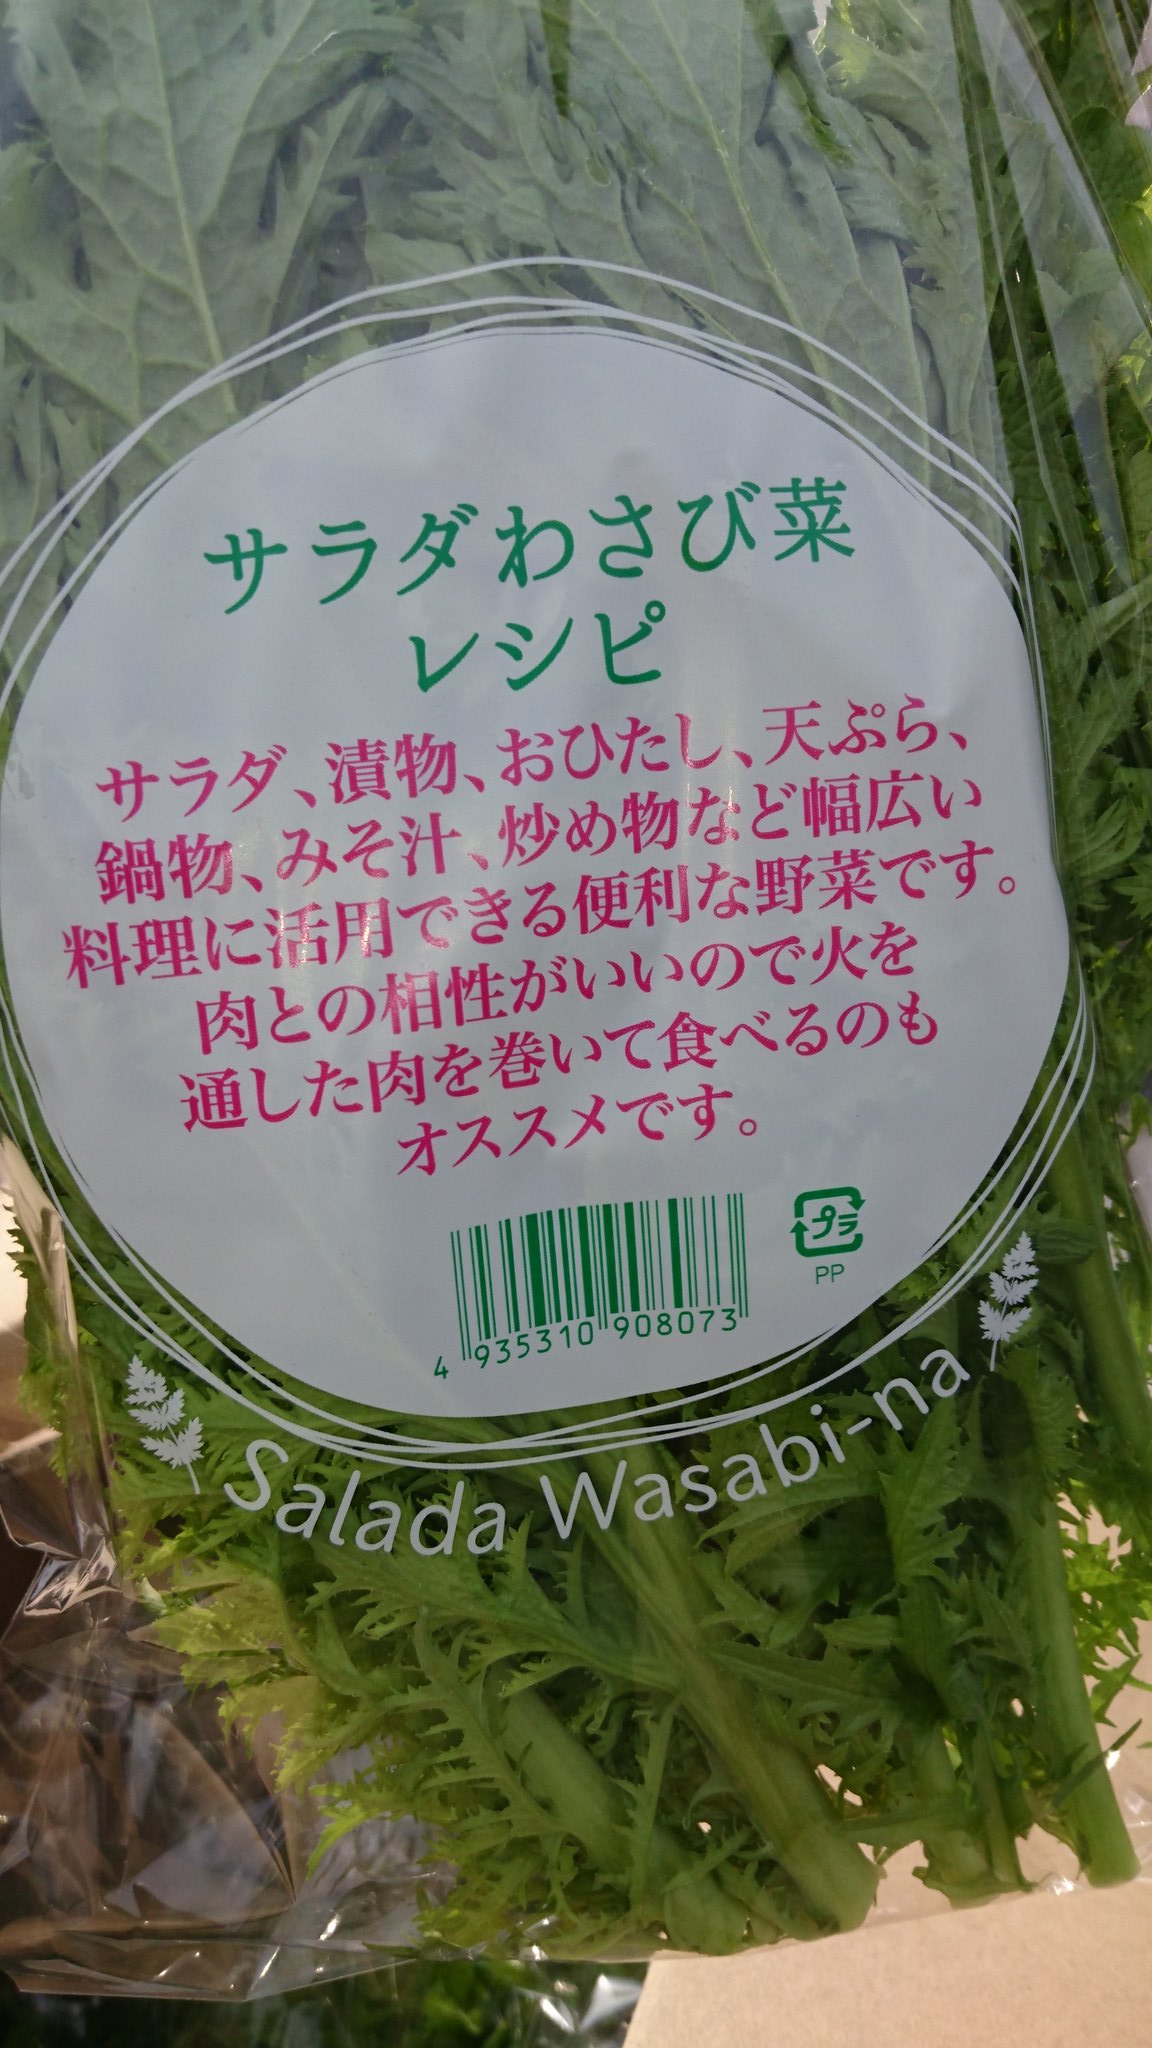 サラダわさび菜
レシピ
サラダ、漬物、おひたし、天ぷら、
鍋物、みそ汁、炒め物など幅広い
料理に活用できる便利な野菜です。
肉との相性がいいので火を
通した肉を巻いて食べるのも
オススメです。
4 935310 908073
プラ
PP
Salada Wasabi-na